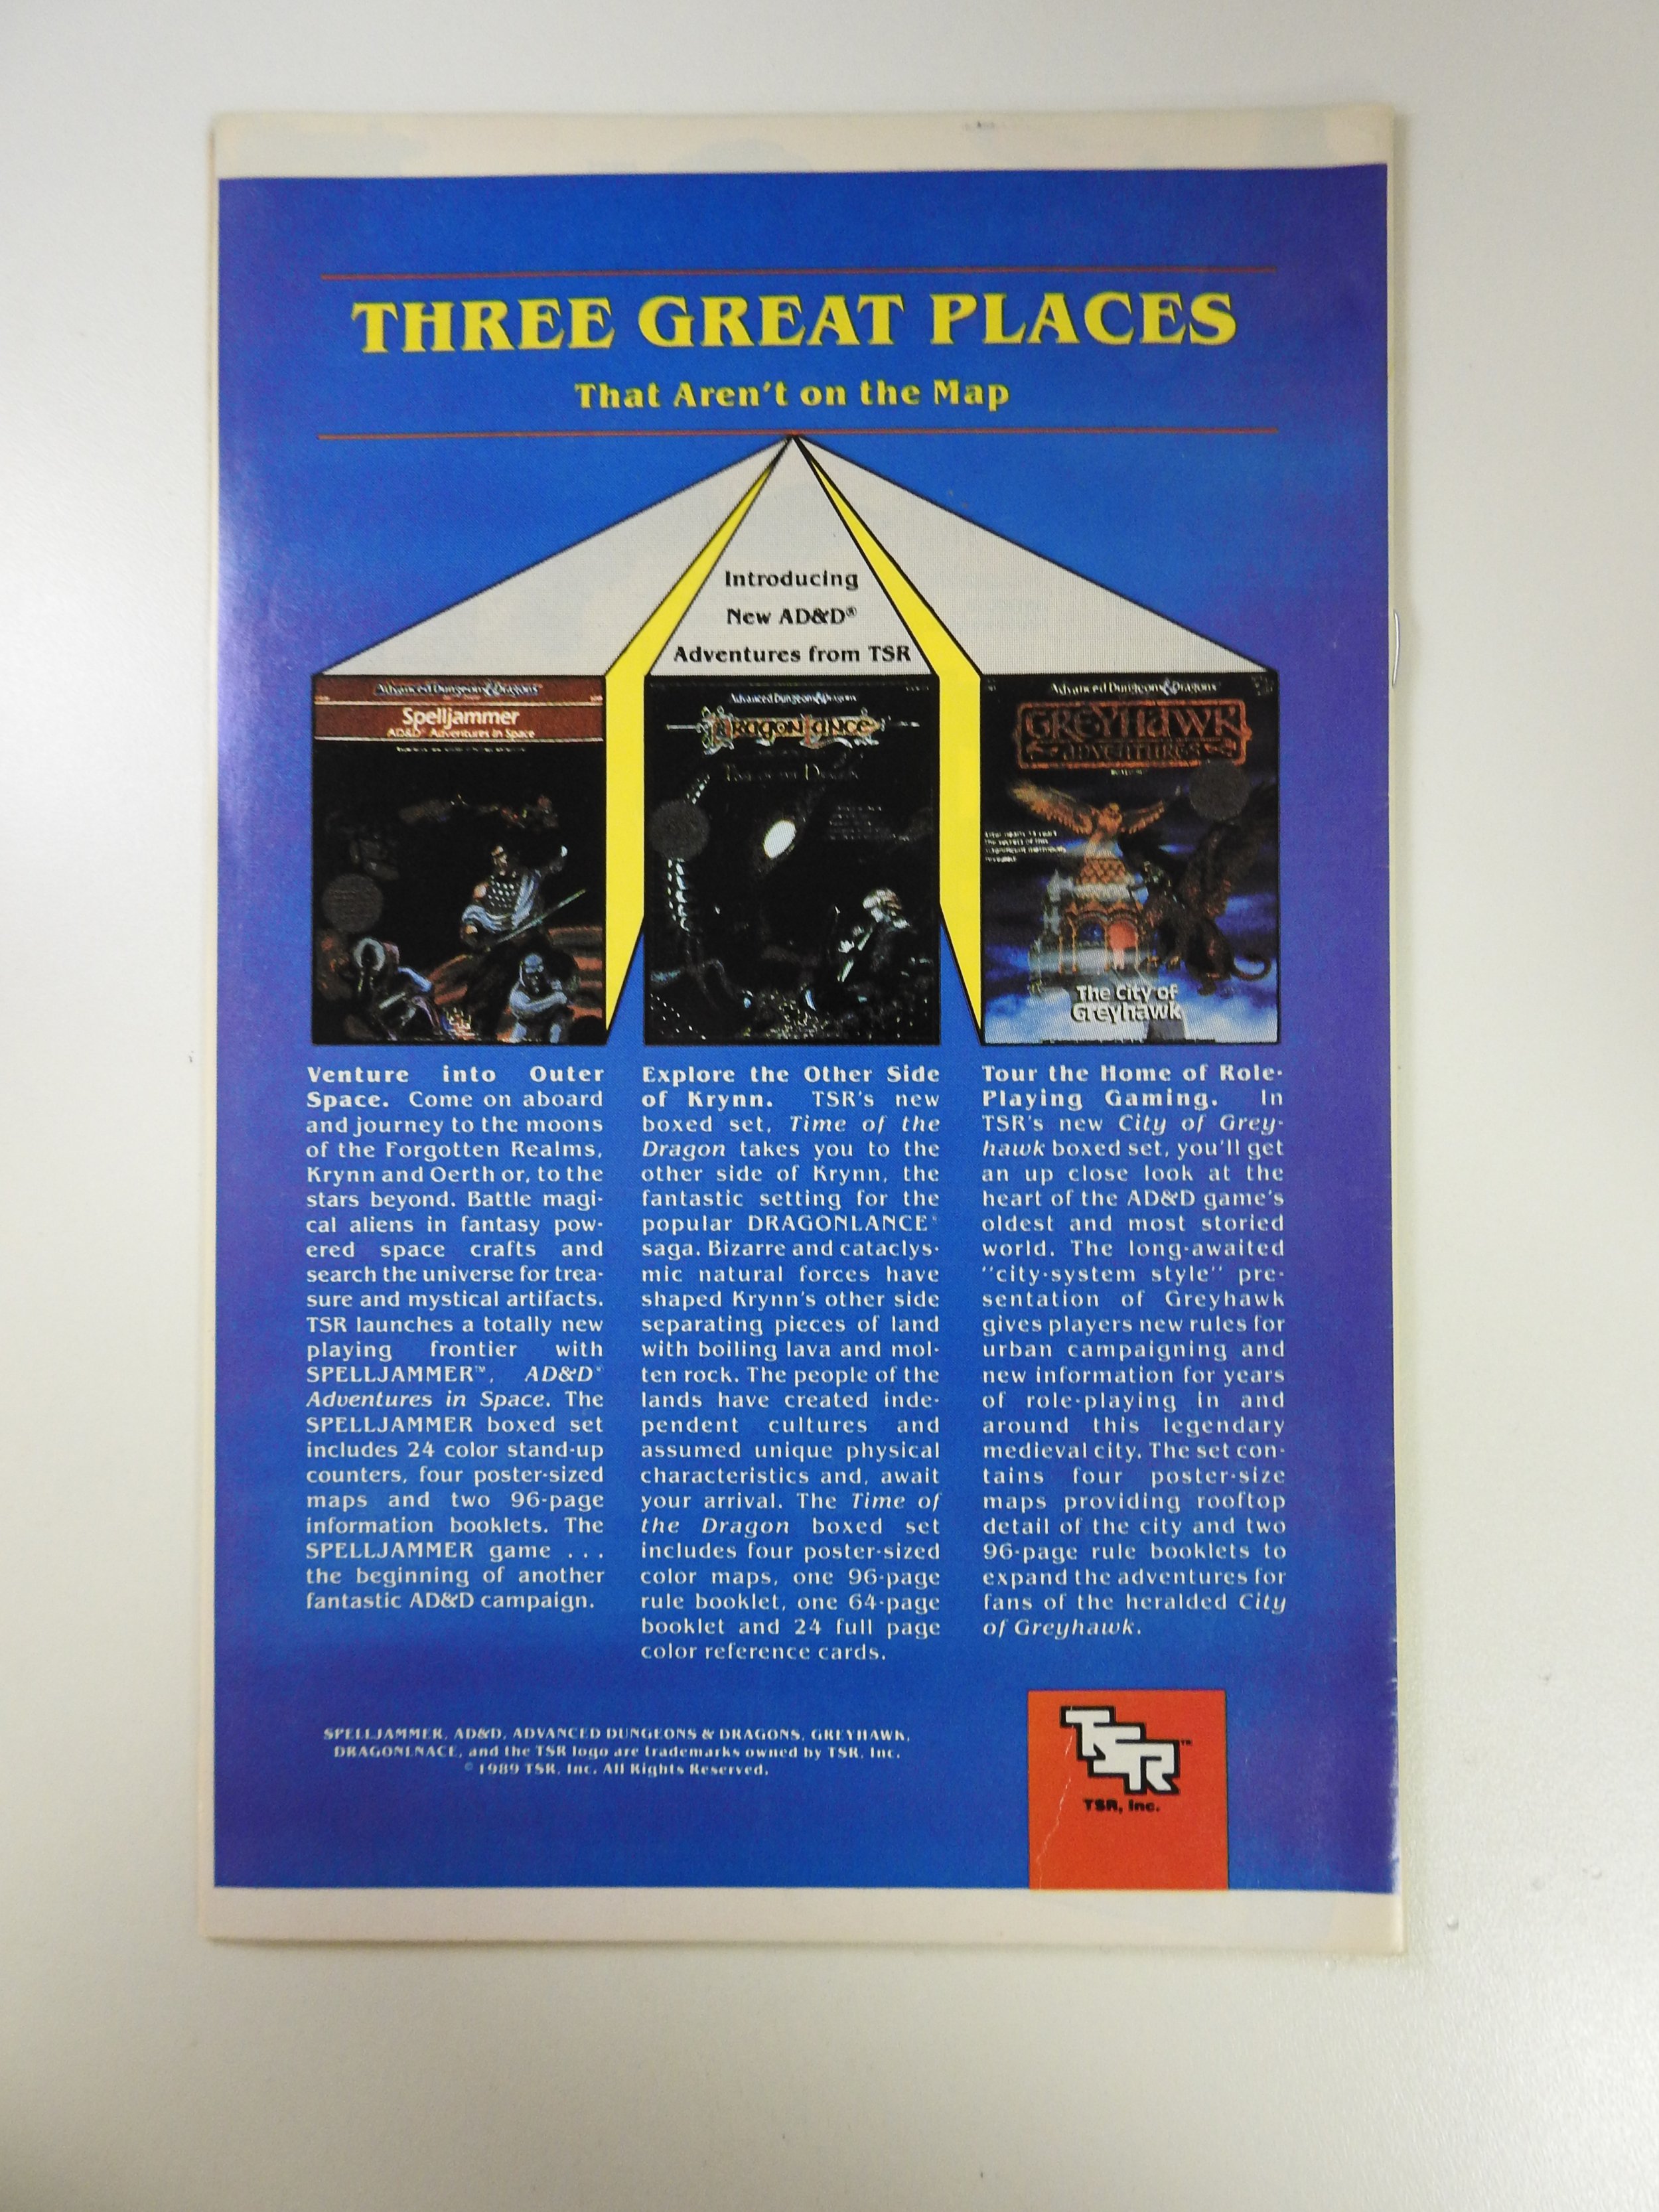 THREE GREAT PLACES
That Aren't on the Map
Introducing
New AD&D®
Adventures from TSR
Advanced Dungeons & Dragons™
Spelljammer
AD&D® Adventures in Space
Advanced Dungeons & Dragons
DRAGONLANCE
Time of the Dragon
Advanced Dungeons & Dragons™
GREYHAWK
ADVENTURES
The City of
Greyhawk
Venture into Outer
Space. Come on aboard
and journey to the moons
of the Forgotten Realms,
Krynn and Oerth or, to the
stars beyond. Battle magi-
cal aliens in fantasy pow-
ered space crafts and
search the universe for trea-
sure and mystical artifacts.
TSR launches a totally new
playing frontier with
SPELLJAMMER™, AD&D®
Adventures in Space. The
SPELLJAMMER boxed set
includes 24 color stand-up
counters, four poster-sized
maps and two 96-page
information booklets. The
SPELLJAMMER game . . .
the beginning of another
fantastic AD&D campaign.
Explore the Other Side
of Krynn. TSR's new
boxed set, Time of the
Dragon takes you to the
other side of Krynn, the
fantastic setting for the
popular DRAGONLANCE®
saga. Bizarre and cataclys-
mic natural forces have
shaped Krynn's other side
separating pieces of land
with boiling lava and mol-
ten rock. The people of the
lands have created inde-
pendent cultures and
assumed unique physical
characteristics and, await
your arrival. The Time of
the Dragon boxed set
includes four poster-sized
color maps, one 96-page
rule booklet, one 64-page
booklet and 24 full page
color reference cards.
Tour the Home of Role-
Playing Gaming. In
TSR's new City of Grey-
hawk boxed set, you'll get
an up close look at the
heart of the AD&D game's
oldest and most storied
world. The long-awaited
"city-system style" pre-
sentation of Greyhawk
gives players new rules for
urban campaigning and
new information for years
of role-playing in and
around this legendary
medieval city. The set con-
tains four poster-size
maps providing rooftop
detail of the city and two
96-page rule booklets to
expand the adventures for
fans of the heralded City
of Greyhawk.
SPELLJAMMER, AD&D, ADVANCED DUNGEONS & DRAGONS, GREYHAWK,
DRAGONLNACE, and the TSR logo are trademarks owned by TSR, Inc.
© 1989 TSR, Inc. All Rights Reserved.
TSR™
TSR, Inc.